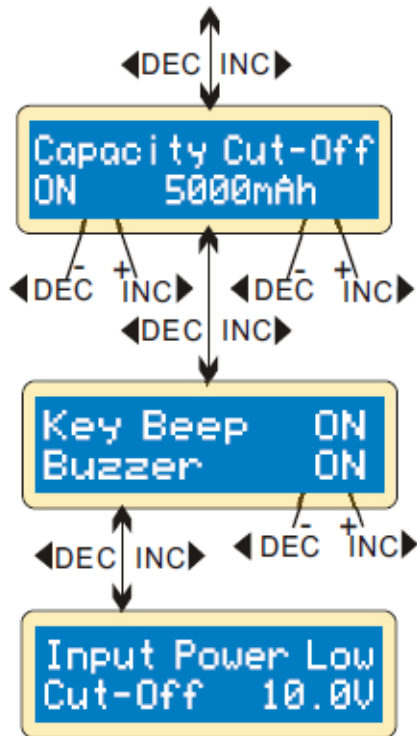 ◀DEC INC▶
Capacity Cut-Off
ON 5000mAh
- + - +
◀DEC INC▶ ◀DEC INC▶
◀DEC INC▶
Key Beep ON
Buzzer ON
- +
◀DEC INC▶ ◀DEC INC▶
Input Power Low
Cut-Off 10.0V